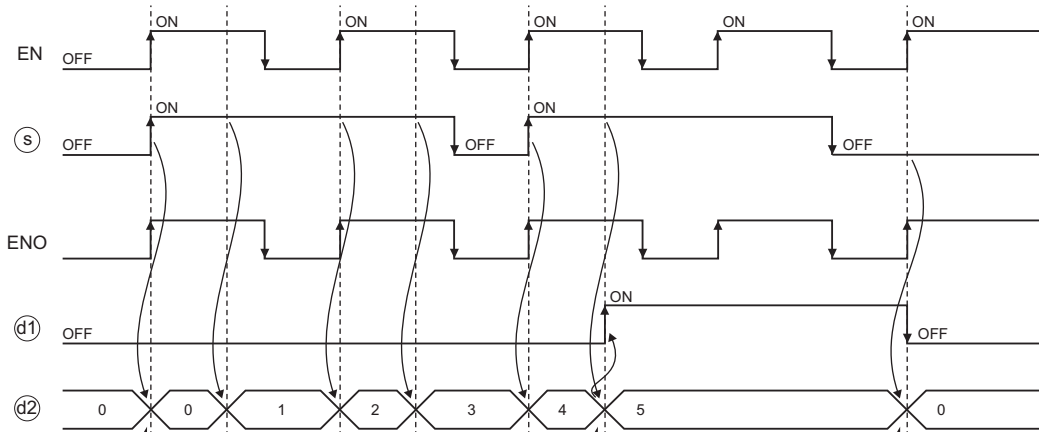 ON ON ON ON ON
EN OFF
ON ON
s OFF OFF OFF
ENO
ON
d1 OFF OFF
d2 0 0 1 2 3 4 5 0